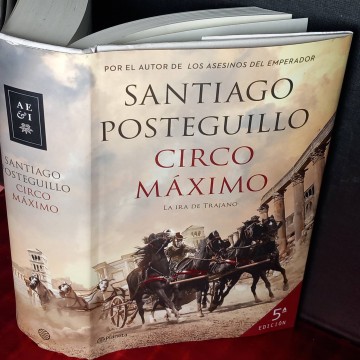 POR EL AUTOR DE LOS ASESINOS DEL EMPERADOR
SANTIAGO
POSTEGUILLO
CIRCO
MÁXIMO
LA IRA DE TRAJANO
Planeta
5ª
EDICIÓN
A E
& I
SANTIAGO
POSTEGUILLO
CIRCO
MÁXIMO